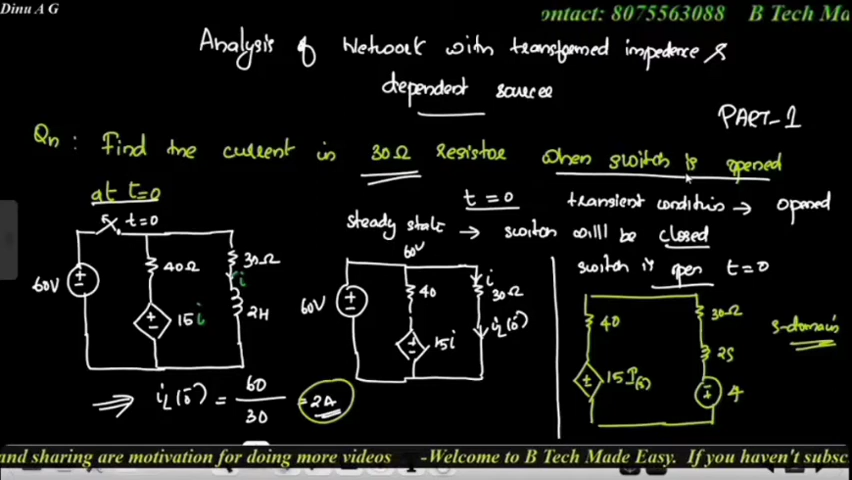 Dinu A G
ontact: 8075563088 B Tech Ma
Analysis of Network with transformed impedence &
dependent sources
PART-1
Qn: Find the current in 30Ω resistor when switch is opened
at t=0
t=0
transient condition → opened
steady state → switch will be closed
switch is open t=0
S t=0
60V
40Ω
30Ω
i
15i
2H
60V
60V
40
i
30Ω
iL(0-)
15i
40
30Ω
2S
15I(s)
4
s-domain
⇒ iL(0-) = 60/30 = 2A
and sharing are motivation for doing more videos -Welcome to B Tech Made Easy. If you haven't subsc